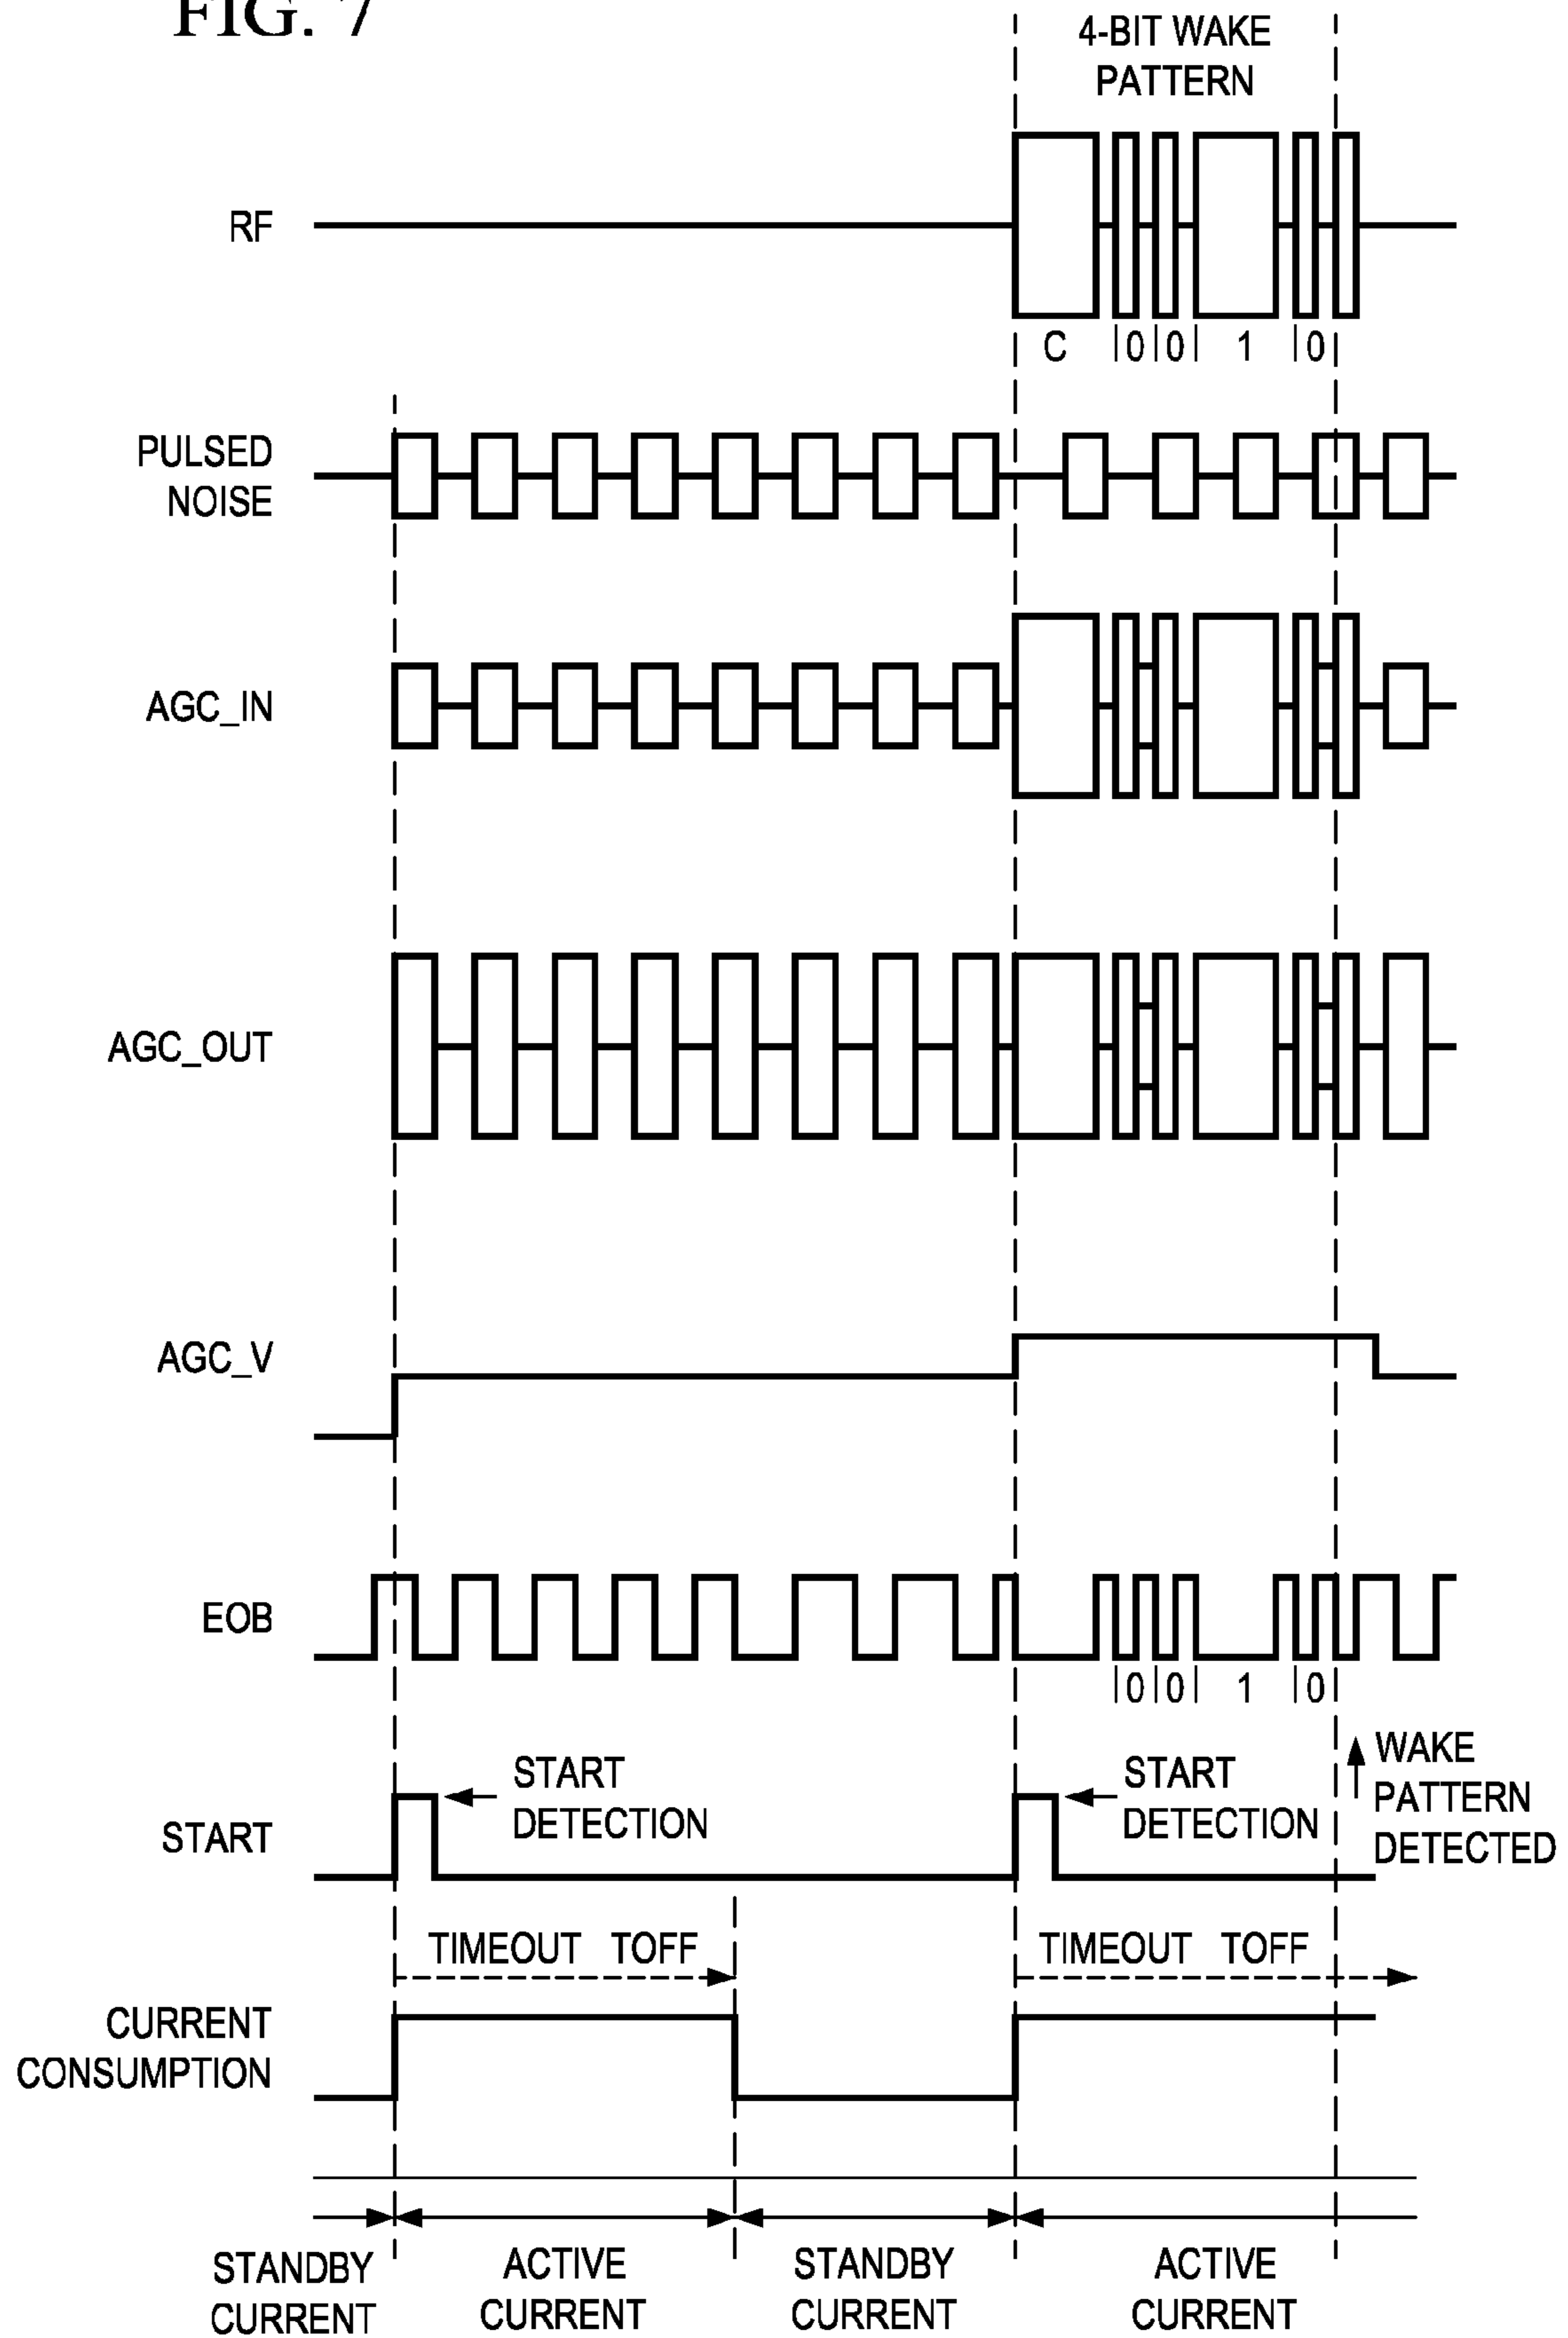 FIG. 7
4-BIT WAKE
PATTERN
RF
C |0|0| 1 |0
PULSED
NOISE
AGC_IN
AGC_OUT
AGC_V
EOB
|0|0| 1 |0
START
START
DETECTION
START
DETECTION
WAKE
PATTERN
DETECTED
TIMEOUT TOFF
TIMEOUT TOFF
CURRENT
CONSUMPTION
STANDBY
CURRENT
ACTIVE
CURRENT
STANDBY
CURRENT
ACTIVE
CURRENT